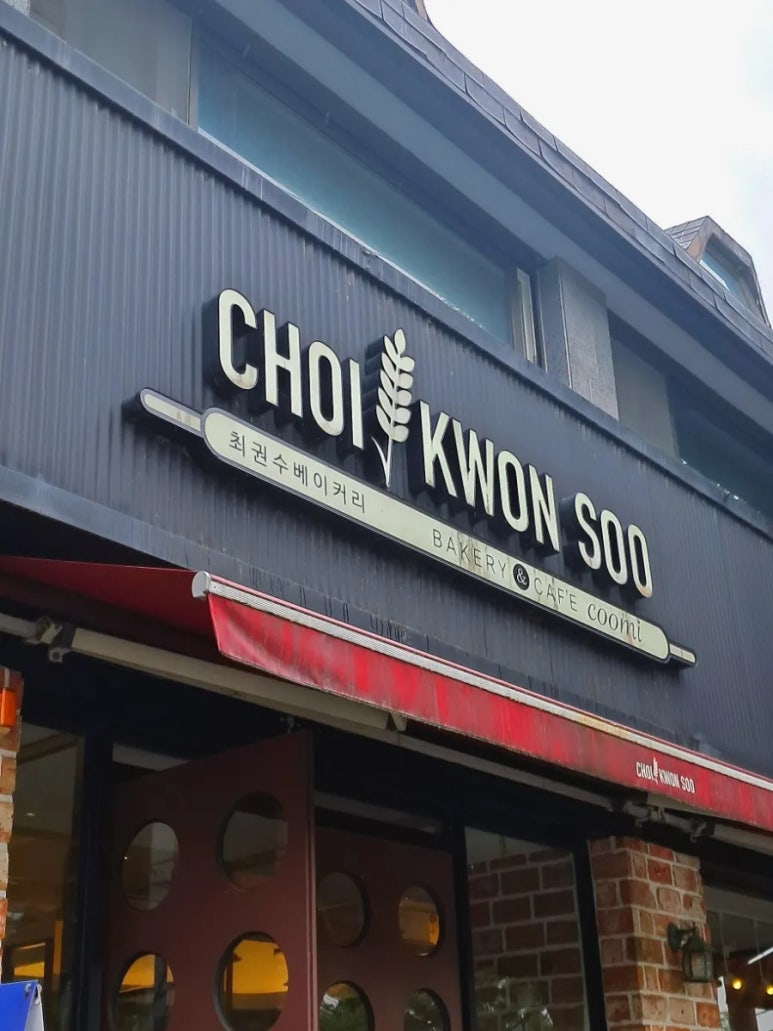 CHOI KWON SOO
최권수베이커리
BAKERY & CAFE coomi
CHOI KWON SOO